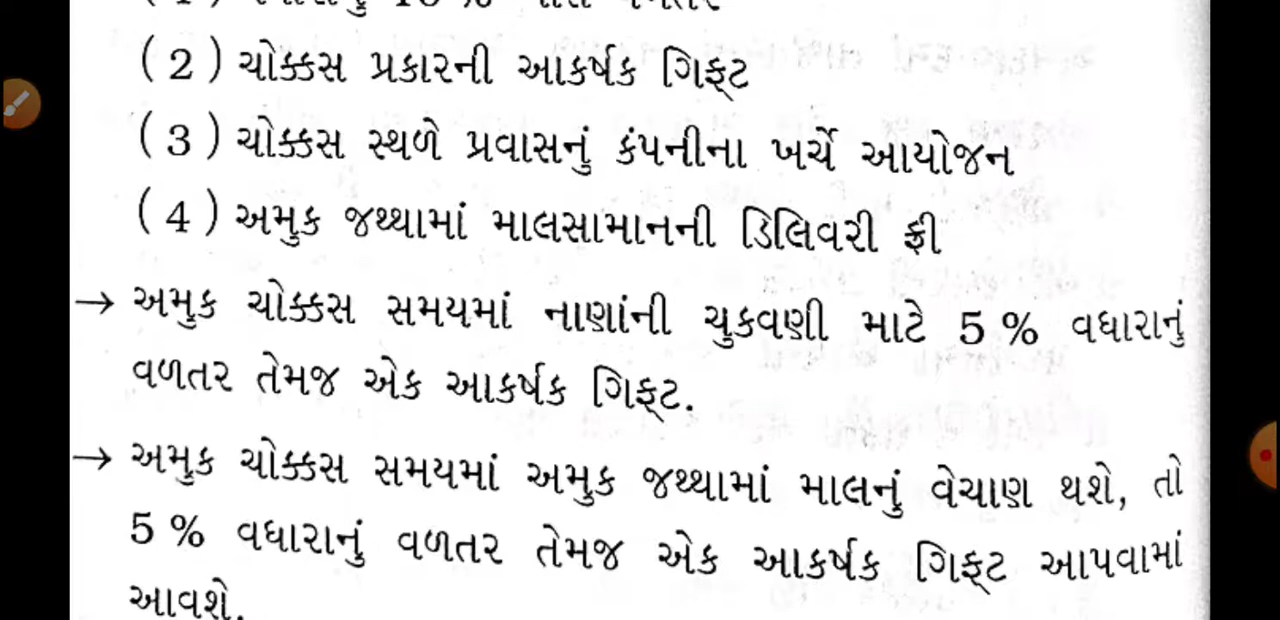 ( 2 ) ચોક્કસ પ્રકારની આકર્ષક ગિફ્ટ
( 3 ) ચોક્કસ સ્થળે પ્રવાસનું કંપનીના ખર્ચે આયોજન
( 4 ) અમુક જથ્થામાં માલસામાનની ડિલિવરી ફ્રી
→ અમુક ચોક્કસ સમયમાં નાણાંની ચુકવણી માટે 5 % વધારાનું
વળતર તેમજ એક આકર્ષક ગિફ્ટ.
→ અમુક ચોક્કસ સમયમાં અમુક જથ્થામાં માલનું વેચાણ થશે, તો
5 % વધારાનું વળતર તેમજ એક આકર્ષક ગિફ્ટ આપવામાં
આવશે.